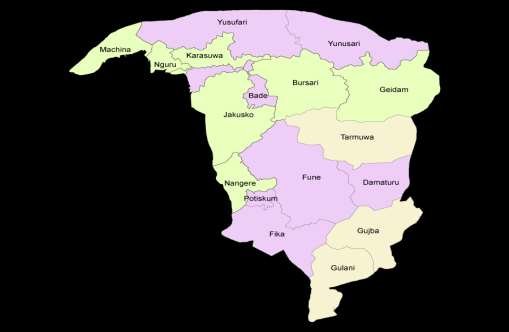 Yusufari
Yunusari
Machina
Karasuwa
Nguru
Bursari
Geidam
Bade
Jakusko
Tarmuwa
Fune
Nangere
Damaturu
Potiskum
Gujba
Fika
Gulani